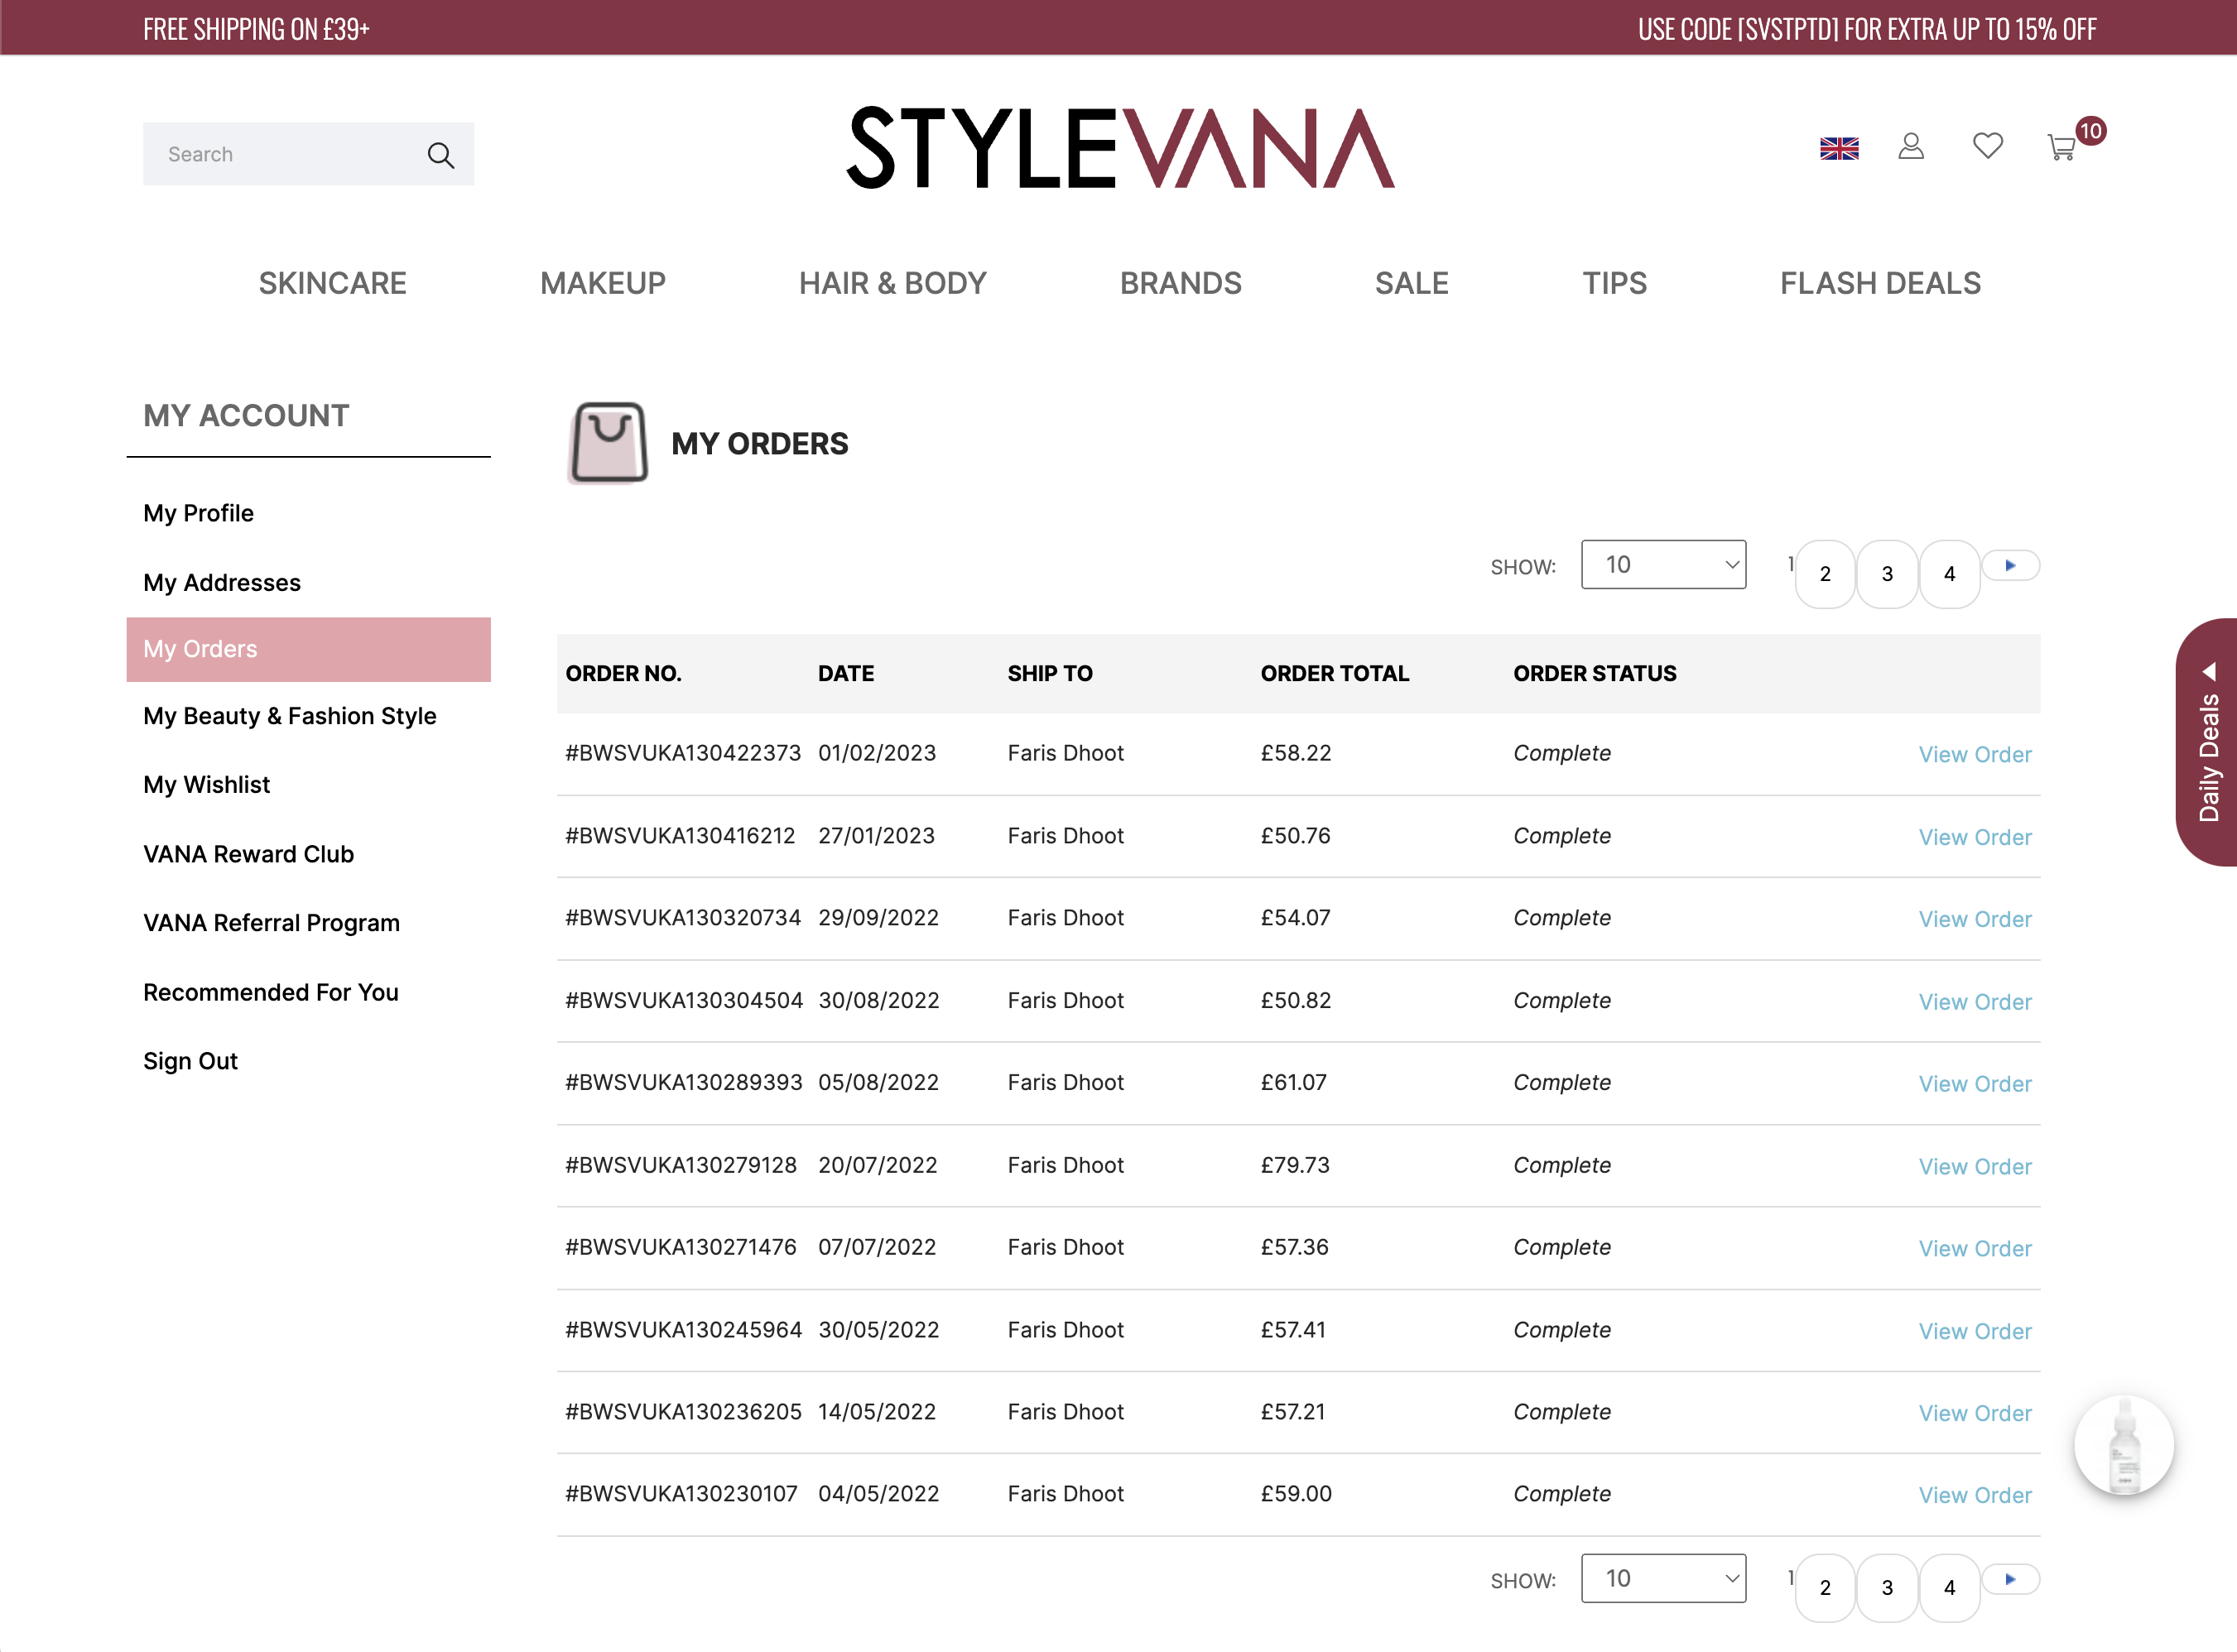 FREE SHIPPING ON £39+
USE CODE [SVSTPTD] FOR EXTRA UP TO 15% OFF
Search
STYLEVANA
10
SKINCARE MAKEUP HAIR & BODY BRANDS SALE TIPS FLASH DEALS
MY ACCOUNT
My Profile
My Addresses
My Orders
My Beauty & Fashion Style
My Wishlist
VANA Reward Club
VANA Referral Program
Recommended For You
Sign Out
MY ORDERS
SHOW: 10 1 2 3 4
ORDER NO. DATE SHIP TO ORDER TOTAL ORDER STATUS
#BWSVUKA130422373 01/02/2023 Faris Dhoot £58.22 Complete View Order
#BWSVUKA130416212 27/01/2023 Faris Dhoot £50.76 Complete View Order
#BWSVUKA130320734 29/09/2022 Faris Dhoot £54.07 Complete View Order
#BWSVUKA130304504 30/08/2022 Faris Dhoot £50.82 Complete View Order
#BWSVUKA130289393 05/08/2022 Faris Dhoot £61.07 Complete View Order
#BWSVUKA130279128 20/07/2022 Faris Dhoot £79.73 Complete View Order
#BWSVUKA130271476 07/07/2022 Faris Dhoot £57.36 Complete View Order
#BWSVUKA130245964 30/05/2022 Faris Dhoot £57.41 Complete View Order
#BWSVUKA130236205 14/05/2022 Faris Dhoot £57.21 Complete View Order
#BWSVUKA130230107 04/05/2022 Faris Dhoot £59.00 Complete View Order
SHOW: 10 1 2 3 4
Daily Deals